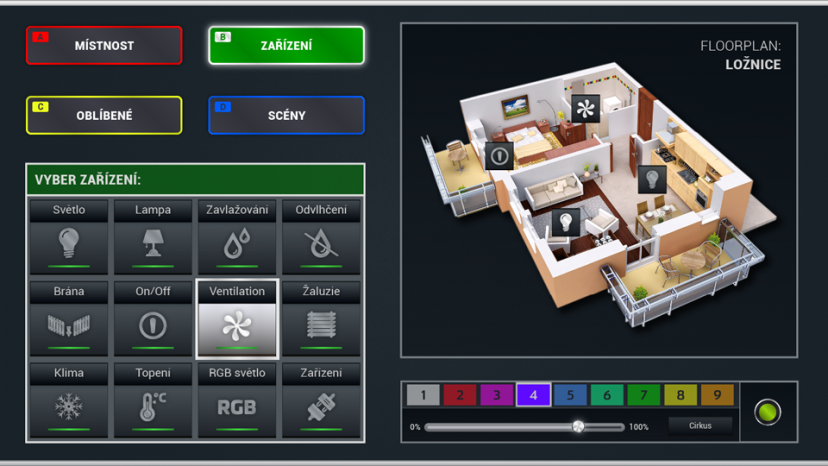 A
MÍSTNOST
B
ZAŘÍZENÍ
C
OBLÍBENÉ
D
SCÉNY
VYBER ZAŘÍZENÍ:
Světlo
Lampa
Zavlažování
Odvlhčení
Brána
On/Off
Ventilation
Žaluzie
Klima
Topení
RGB světlo
Zařízení
°C
RGB
FLOORPLAN:
LOŽNICE
1 2 3 4 5 6 7 8 9
0%
100%
Cirkus